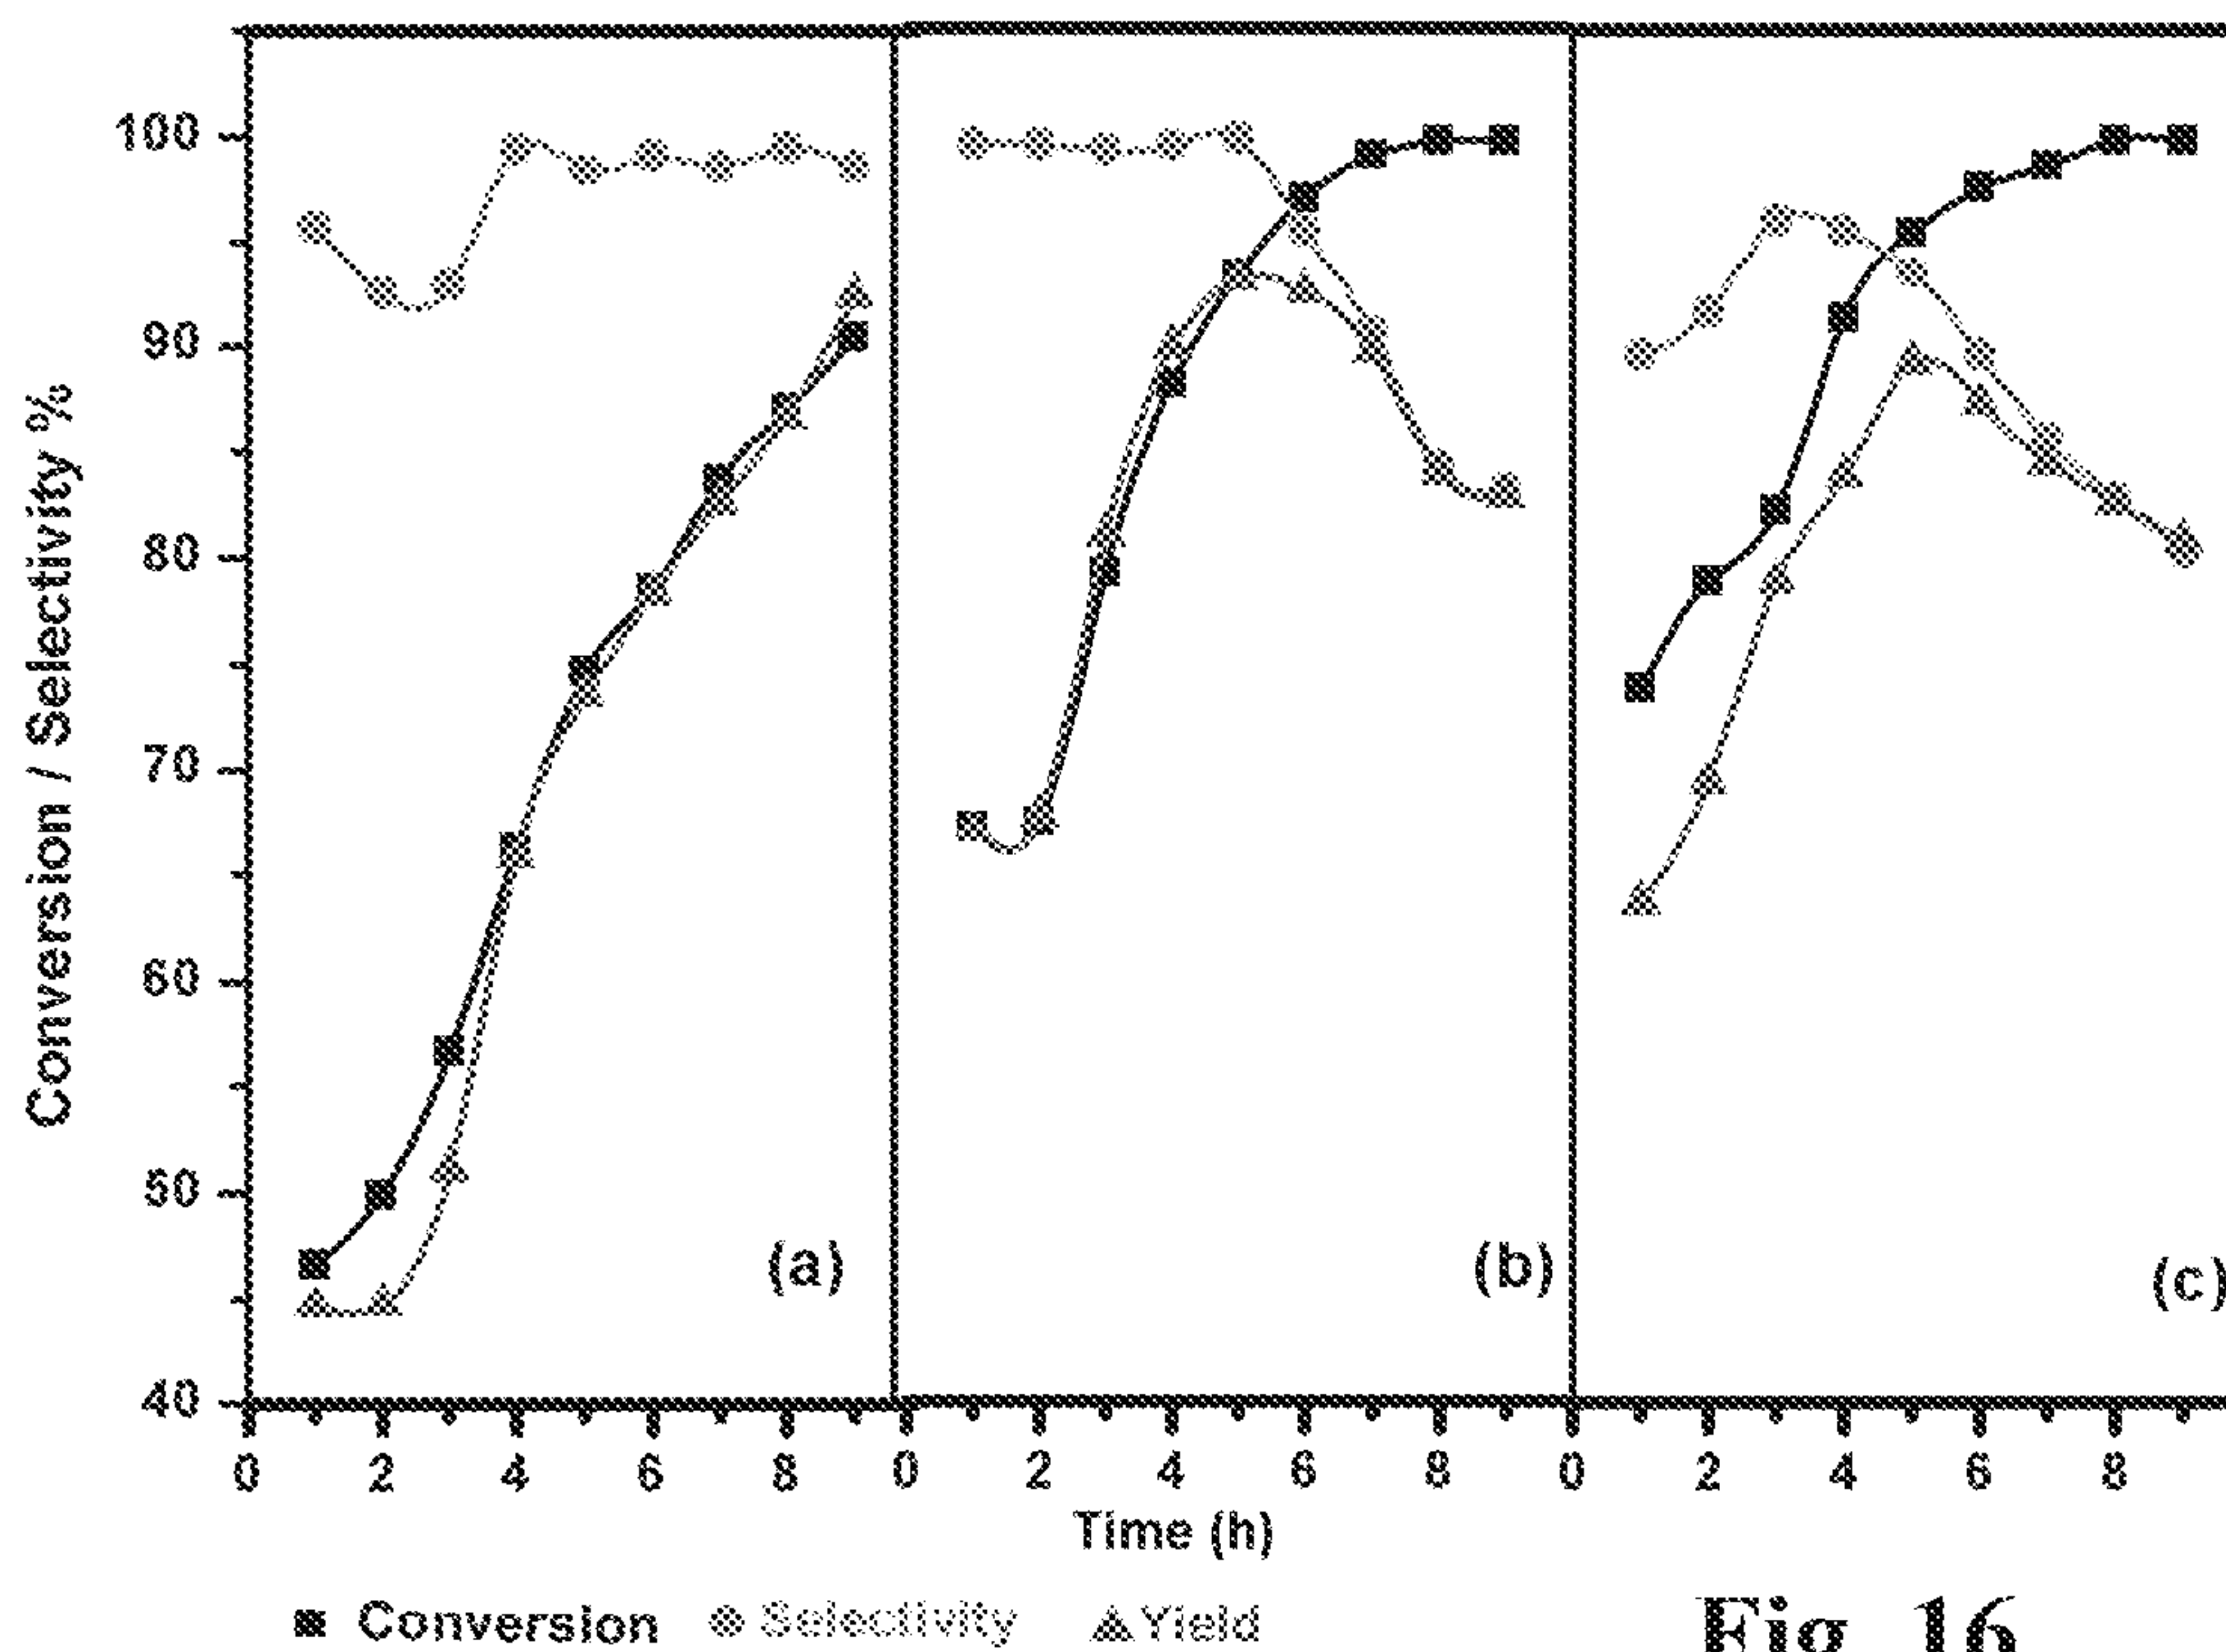 Conversion / Selectivity %
100
90
80
70
60
50
40
(a)
(b)
(c)
0 2 4 6 8 0 2 4 6 8 0 2 4 6 8
Time (h)
Conversion Selectivity Yield
Fig. 16